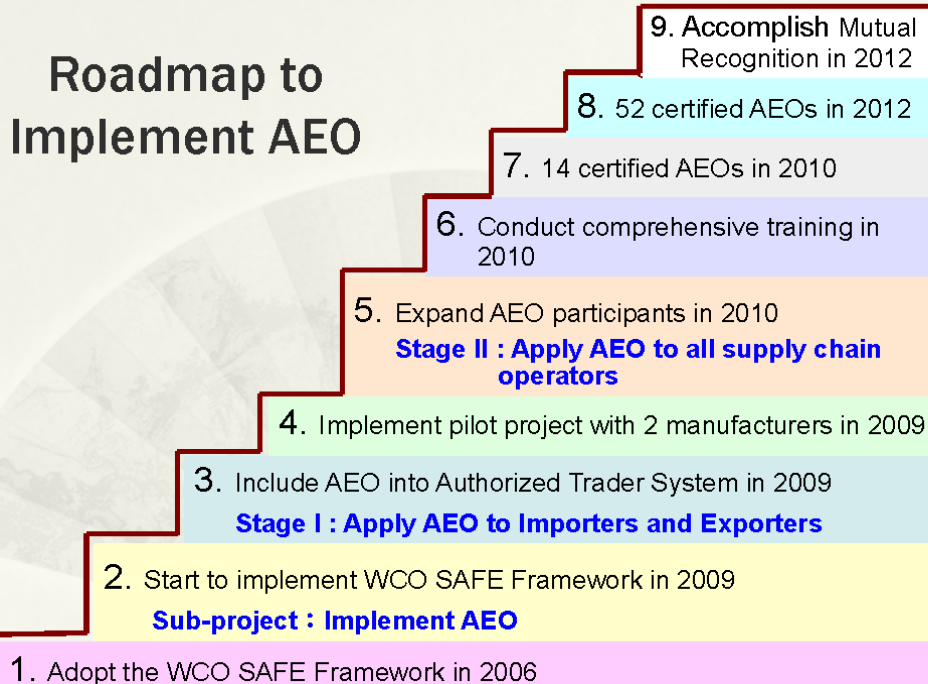 Roadmap to
Implement AEO
9. Accomplish Mutual
Recognition in 2012
8. 52 certified AEOs in 2012
7. 14 certified AEOs in 2010
6. Conduct comprehensive training in
2010
5. Expand AEO participants in 2010
Stage II : Apply AEO to all supply chain
operators
4. Implement pilot project with 2 manufacturers in 2009
3. Include AEO into Authorized Trader System in 2009
Stage I : Apply AEO to Importers and Exporters
2. Start to implement WCO SAFE Framework in 2009
Sub-project：Implement AEO
1. Adopt the WCO SAFE Framework in 2006